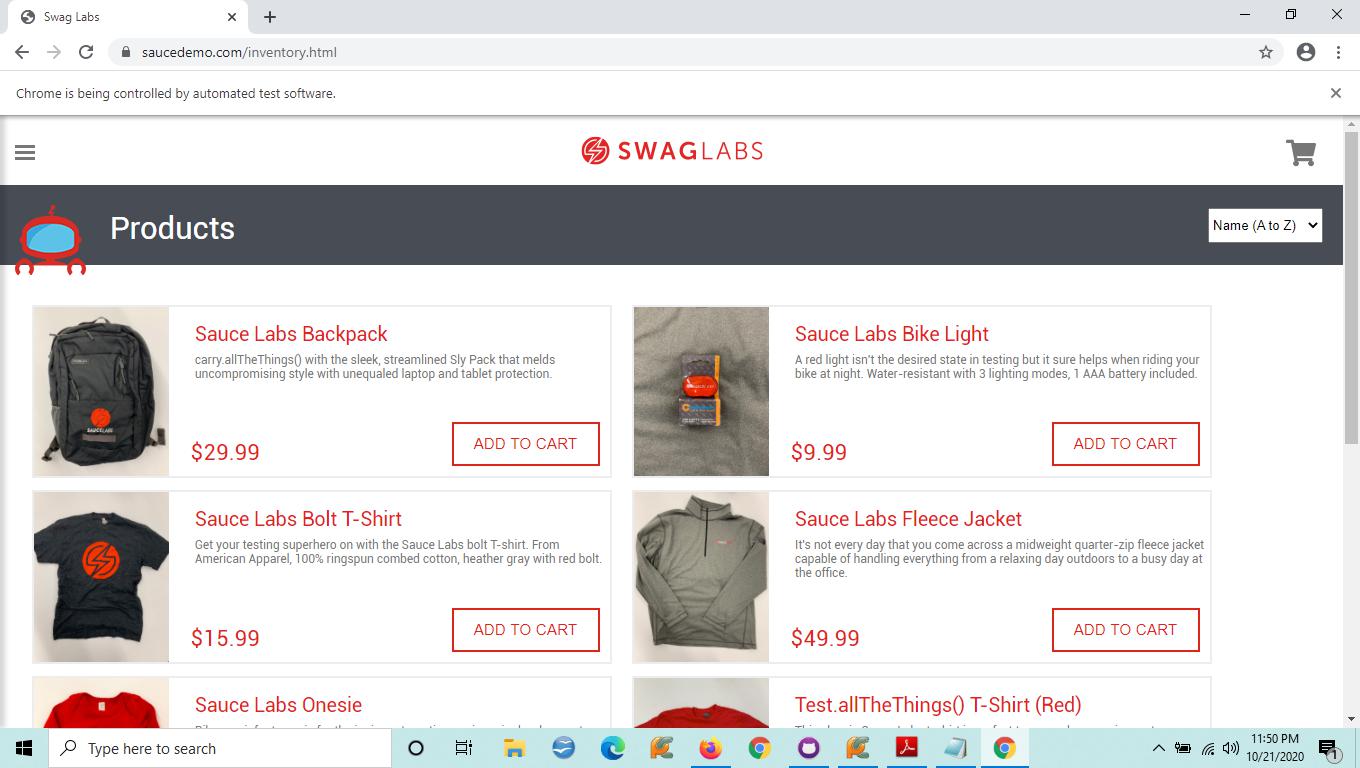 Swag Labs
saucedemo.com/inventory.html
Chrome is being controlled by automated test software.
SWAGLABS
Products
Name (A to Z)
Sauce Labs Backpack
carry.allTheThings() with the sleek, streamlined Sly Pack that melds
uncompromising style with unequaled laptop and tablet protection.
$29.99
ADD TO CART
SAUCELABS
Sauce Labs Bike Light
A red light isn't the desired state in testing but it sure helps when riding your
bike at night. Water-resistant with 3 lighting modes, 1 AAA battery included.
$9.99
ADD TO CART
Sauce Labs Bolt T-Shirt
Get your testing superhero on with the Sauce Labs bolt T-shirt. From
American Apparel, 100% ringspun combed cotton, heather gray with red bolt.
$15.99
ADD TO CART
Sauce Labs Fleece Jacket
It's not every day that you come across a midweight quarter-zip fleece jacket
capable of handling everything from a relaxing day outdoors to a busy day at
the office.
$49.99
ADD TO CART
Sauce Labs Onesie
Test.allTheThings() T-Shirt (Red)
Type here to search
11:50 PM
10/21/2020
1